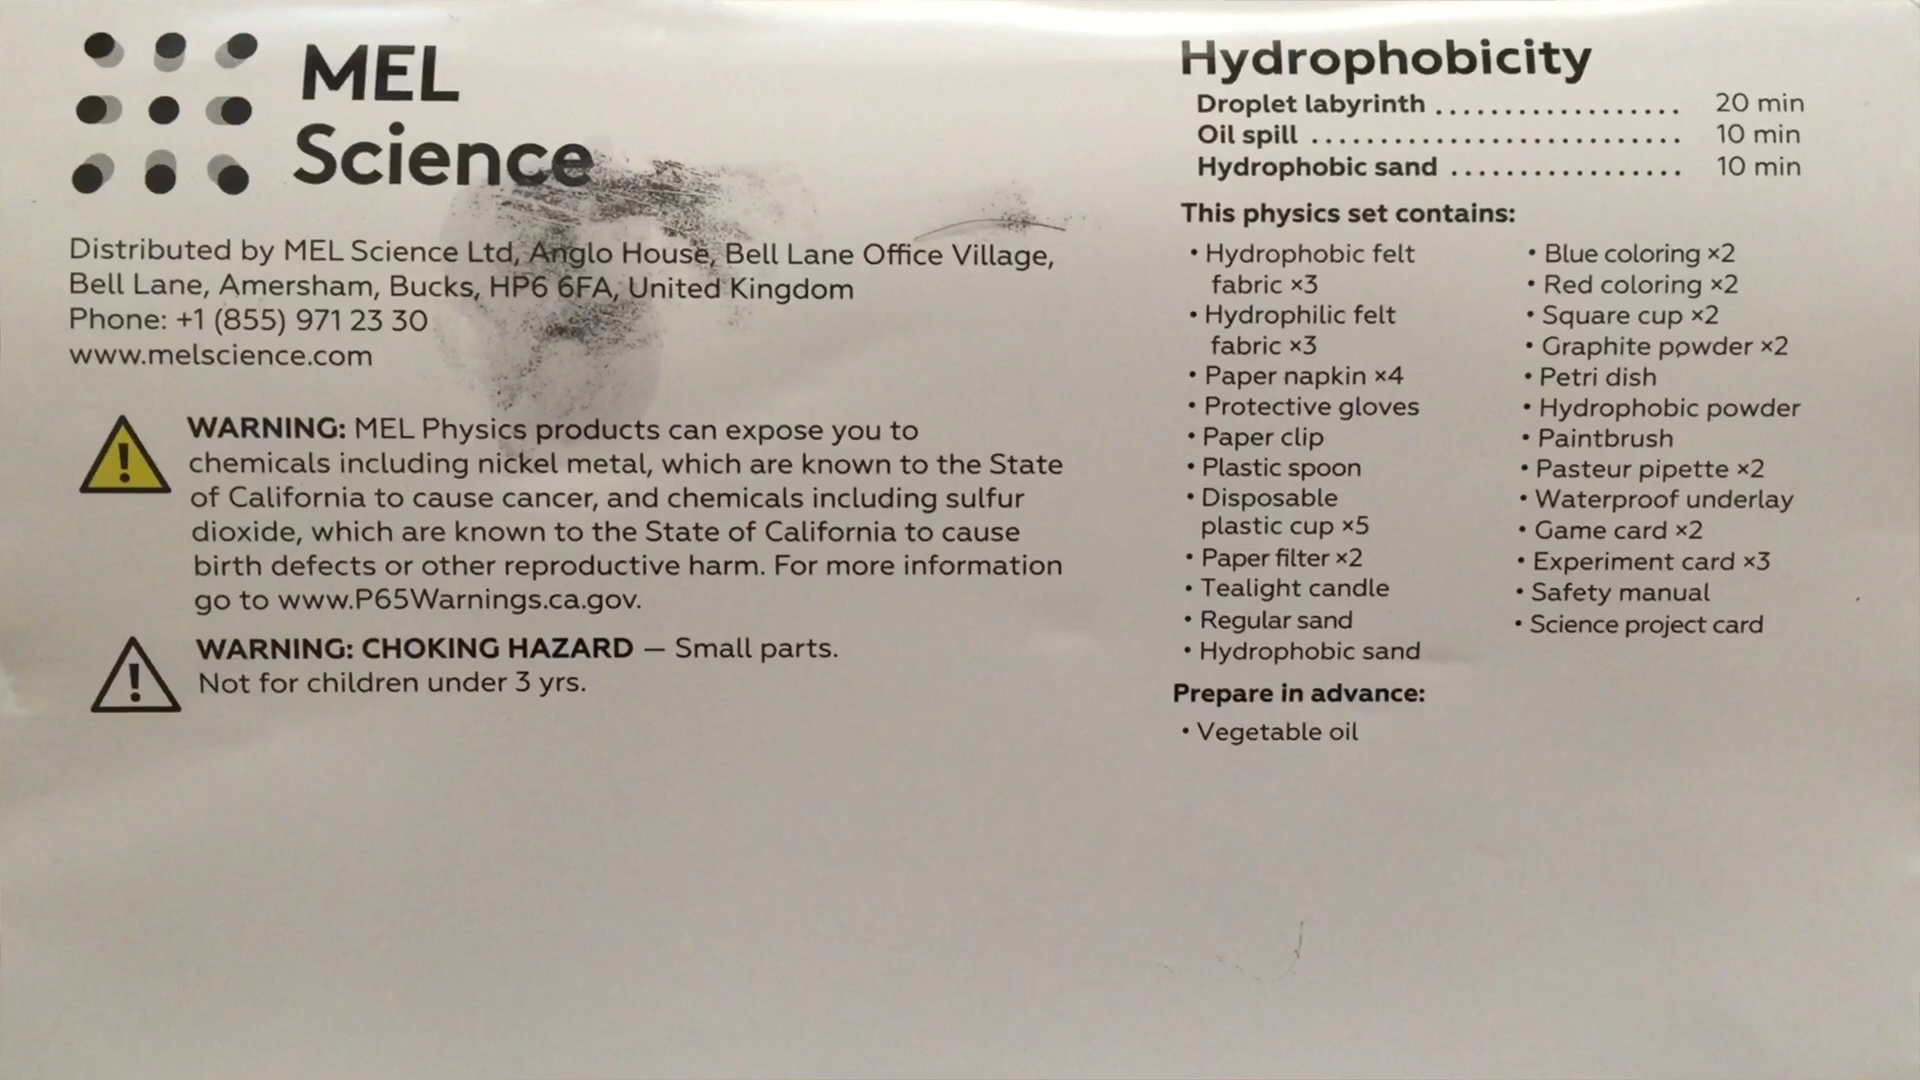 MEL
Science
Distributed by MEL Science Ltd, Anglo House, Bell Lane Office Village,
Bell Lane, Amersham, Bucks, HP6 6FA, United Kingdom
Phone: +1 (855) 971 23 30
www.melscience.com
WARNING: MEL Physics products can expose you to
chemicals including nickel metal, which are known to the State
of California to cause cancer, and chemicals including sulfur
dioxide, which are known to the State of California to cause
birth defects or other reproductive harm. For more information
go to www.P65Warnings.ca.gov.
WARNING: CHOKING HAZARD — Small parts.
Not for children under 3 yrs.
Hydrophobicity
Droplet labyrinth .................. 20 min
Oil spill ........................... 10 min
Hydrophobic sand ................. 10 min
This physics set contains:
• Hydrophobic felt
fabric ×3
• Hydrophilic felt
fabric ×3
• Paper napkin ×4
• Protective gloves
• Paper clip
• Plastic spoon
• Disposable
plastic cup ×5
• Paper filter ×2
• Tealight candle
• Regular sand
• Hydrophobic sand
• Blue coloring ×2
• Red coloring ×2
• Square cup ×2
• Graphite powder ×2
• Petri dish
• Hydrophobic powder
• Paintbrush
• Pasteur pipette ×2
• Waterproof underlay
• Game card ×2
• Experiment card ×3
• Safety manual
• Science project card
Prepare in advance:
• Vegetable oil